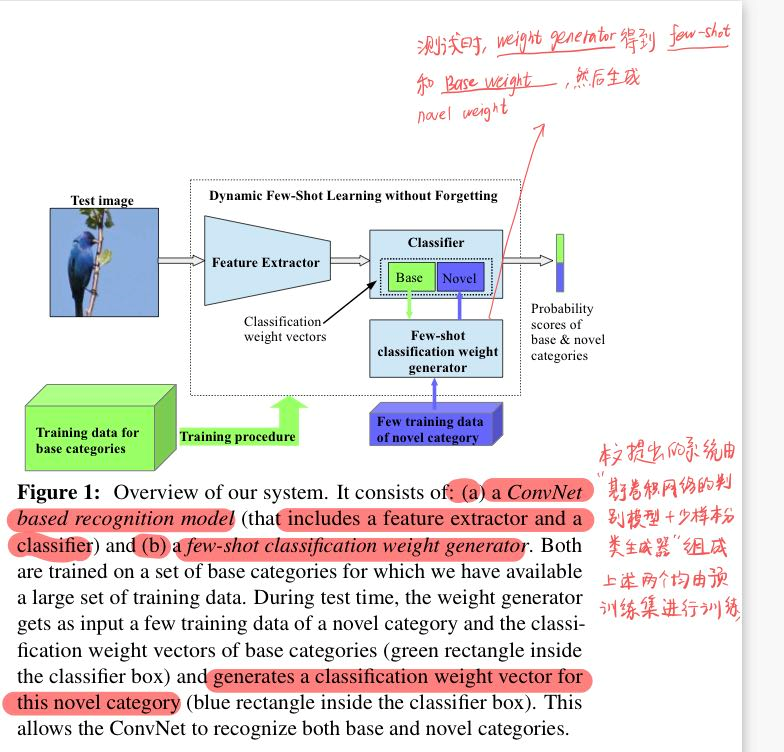 测试时, weight generator 得到 few-shot
和 Base weight , 然后生成
novel weight
Dynamic Few-Shot Learning without Forgetting
Test image
Feature Extractor
Classifier
Base
Novel
Classification
weight vectors
Few-shot
classification weight
generator
Probability
scores of
base & novel
categories
Training data for
base categories
Training procedure
Few training data
of novel category
Figure 1: Overview of our system. It consists of: (a) a ConvNet
based recognition model (that includes a feature extractor and a
classifier) and (b) a few-shot classification weight generator. Both
are trained on a set of base categories for which we have available
a large set of training data. During test time, the weight generator
gets as input a few training data of a novel category and the classi-
fication weight vectors of base categories (green rectangle inside
the classifier box) and generates a classification weight vector for
this novel category (blue rectangle inside the classifier box). This
allows the ConvNet to recognize both base and novel categories.
本文提出的系统由
卷积网络的判
别模型+少样本分
类生成器"组成
上述两个均由预
训练集进行训练